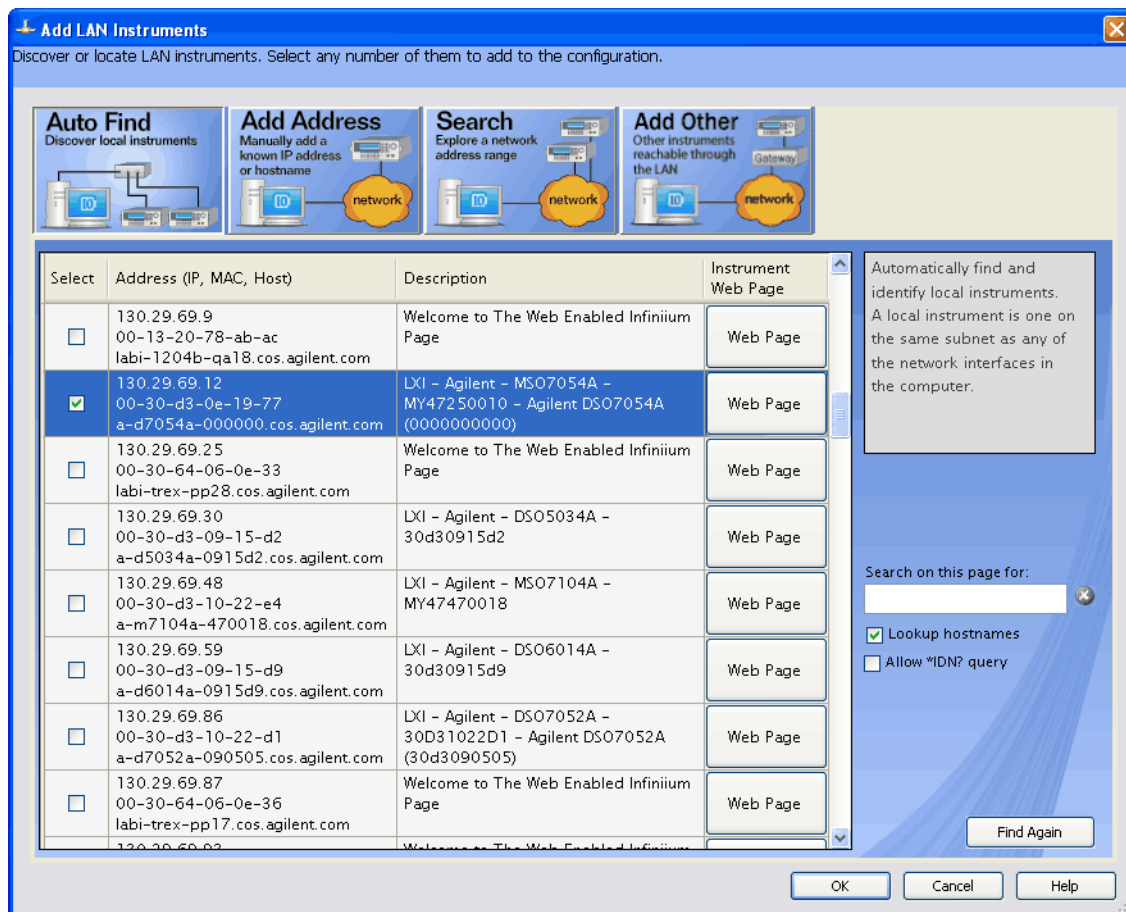 Add LAN Instruments
Discover or locate LAN instruments. Select any number of them to add to the configuration.
Auto Find
Discover local instruments
IO
Add Address
Manually add a
known IP address
or hostname
IO
network
Search
Explore a network
address range
IO
network
Add Other
Other instruments
reachable through
the LAN
Gateway
IO
network
Select
Address (IP, MAC, Host)
Description
Instrument
Web Page
130.29.69.9
00-13-20-78-ab-ac
labi-1204b-qa18.cos.agilent.com
Welcome to The Web Enabled Infiniium
Page
Web Page
130.29.69.12
00-30-d3-0e-19-77
a-d7054a-000000.cos.agilent.com
LXI - Agilent - MSO7054A -
MY47250010 - Agilent DSO7054A
(0000000000)
Web Page
130.29.69.25
00-30-64-06-0e-33
labi-trex-pp28.cos.agilent.com
Welcome to The Web Enabled Infiniium
Page
Web Page
130.29.69.30
00-30-d3-09-15-d2
a-d5034a-0915d2.cos.agilent.com
LXI - Agilent - DSO5034A -
30d30915d2
Web Page
130.29.69.48
00-30-d3-10-22-e4
a-m7104a-470018.cos.agilent.com
LXI - Agilent - MSO7104A -
MY47470018
Web Page
130.29.69.59
00-30-d3-09-15-d9
a-d6014a-0915d9.cos.agilent.com
LXI - Agilent - DSO6014A -
30d30915d9
Web Page
130.29.69.86
00-30-d3-10-22-d1
a-d7052a-090505.cos.agilent.com
LXI - Agilent - DSO7052A -
30D31022D1 - Agilent DSO7052A
(30d3090505)
Web Page
130.29.69.87
00-30-64-06-0e-36
labi-trex-pp17.cos.agilent.com
Welcome to The Web Enabled Infiniium
Page
Web Page
Welcome to The Web Enabled Infiniium
Automatically find and
identify local instruments.
A local instrument is one on
the same subnet as any of
the network interfaces in
the computer.
Search on this page for:
Lookup hostnames
Allow *IDN? query
Find Again
OK
Cancel
Help